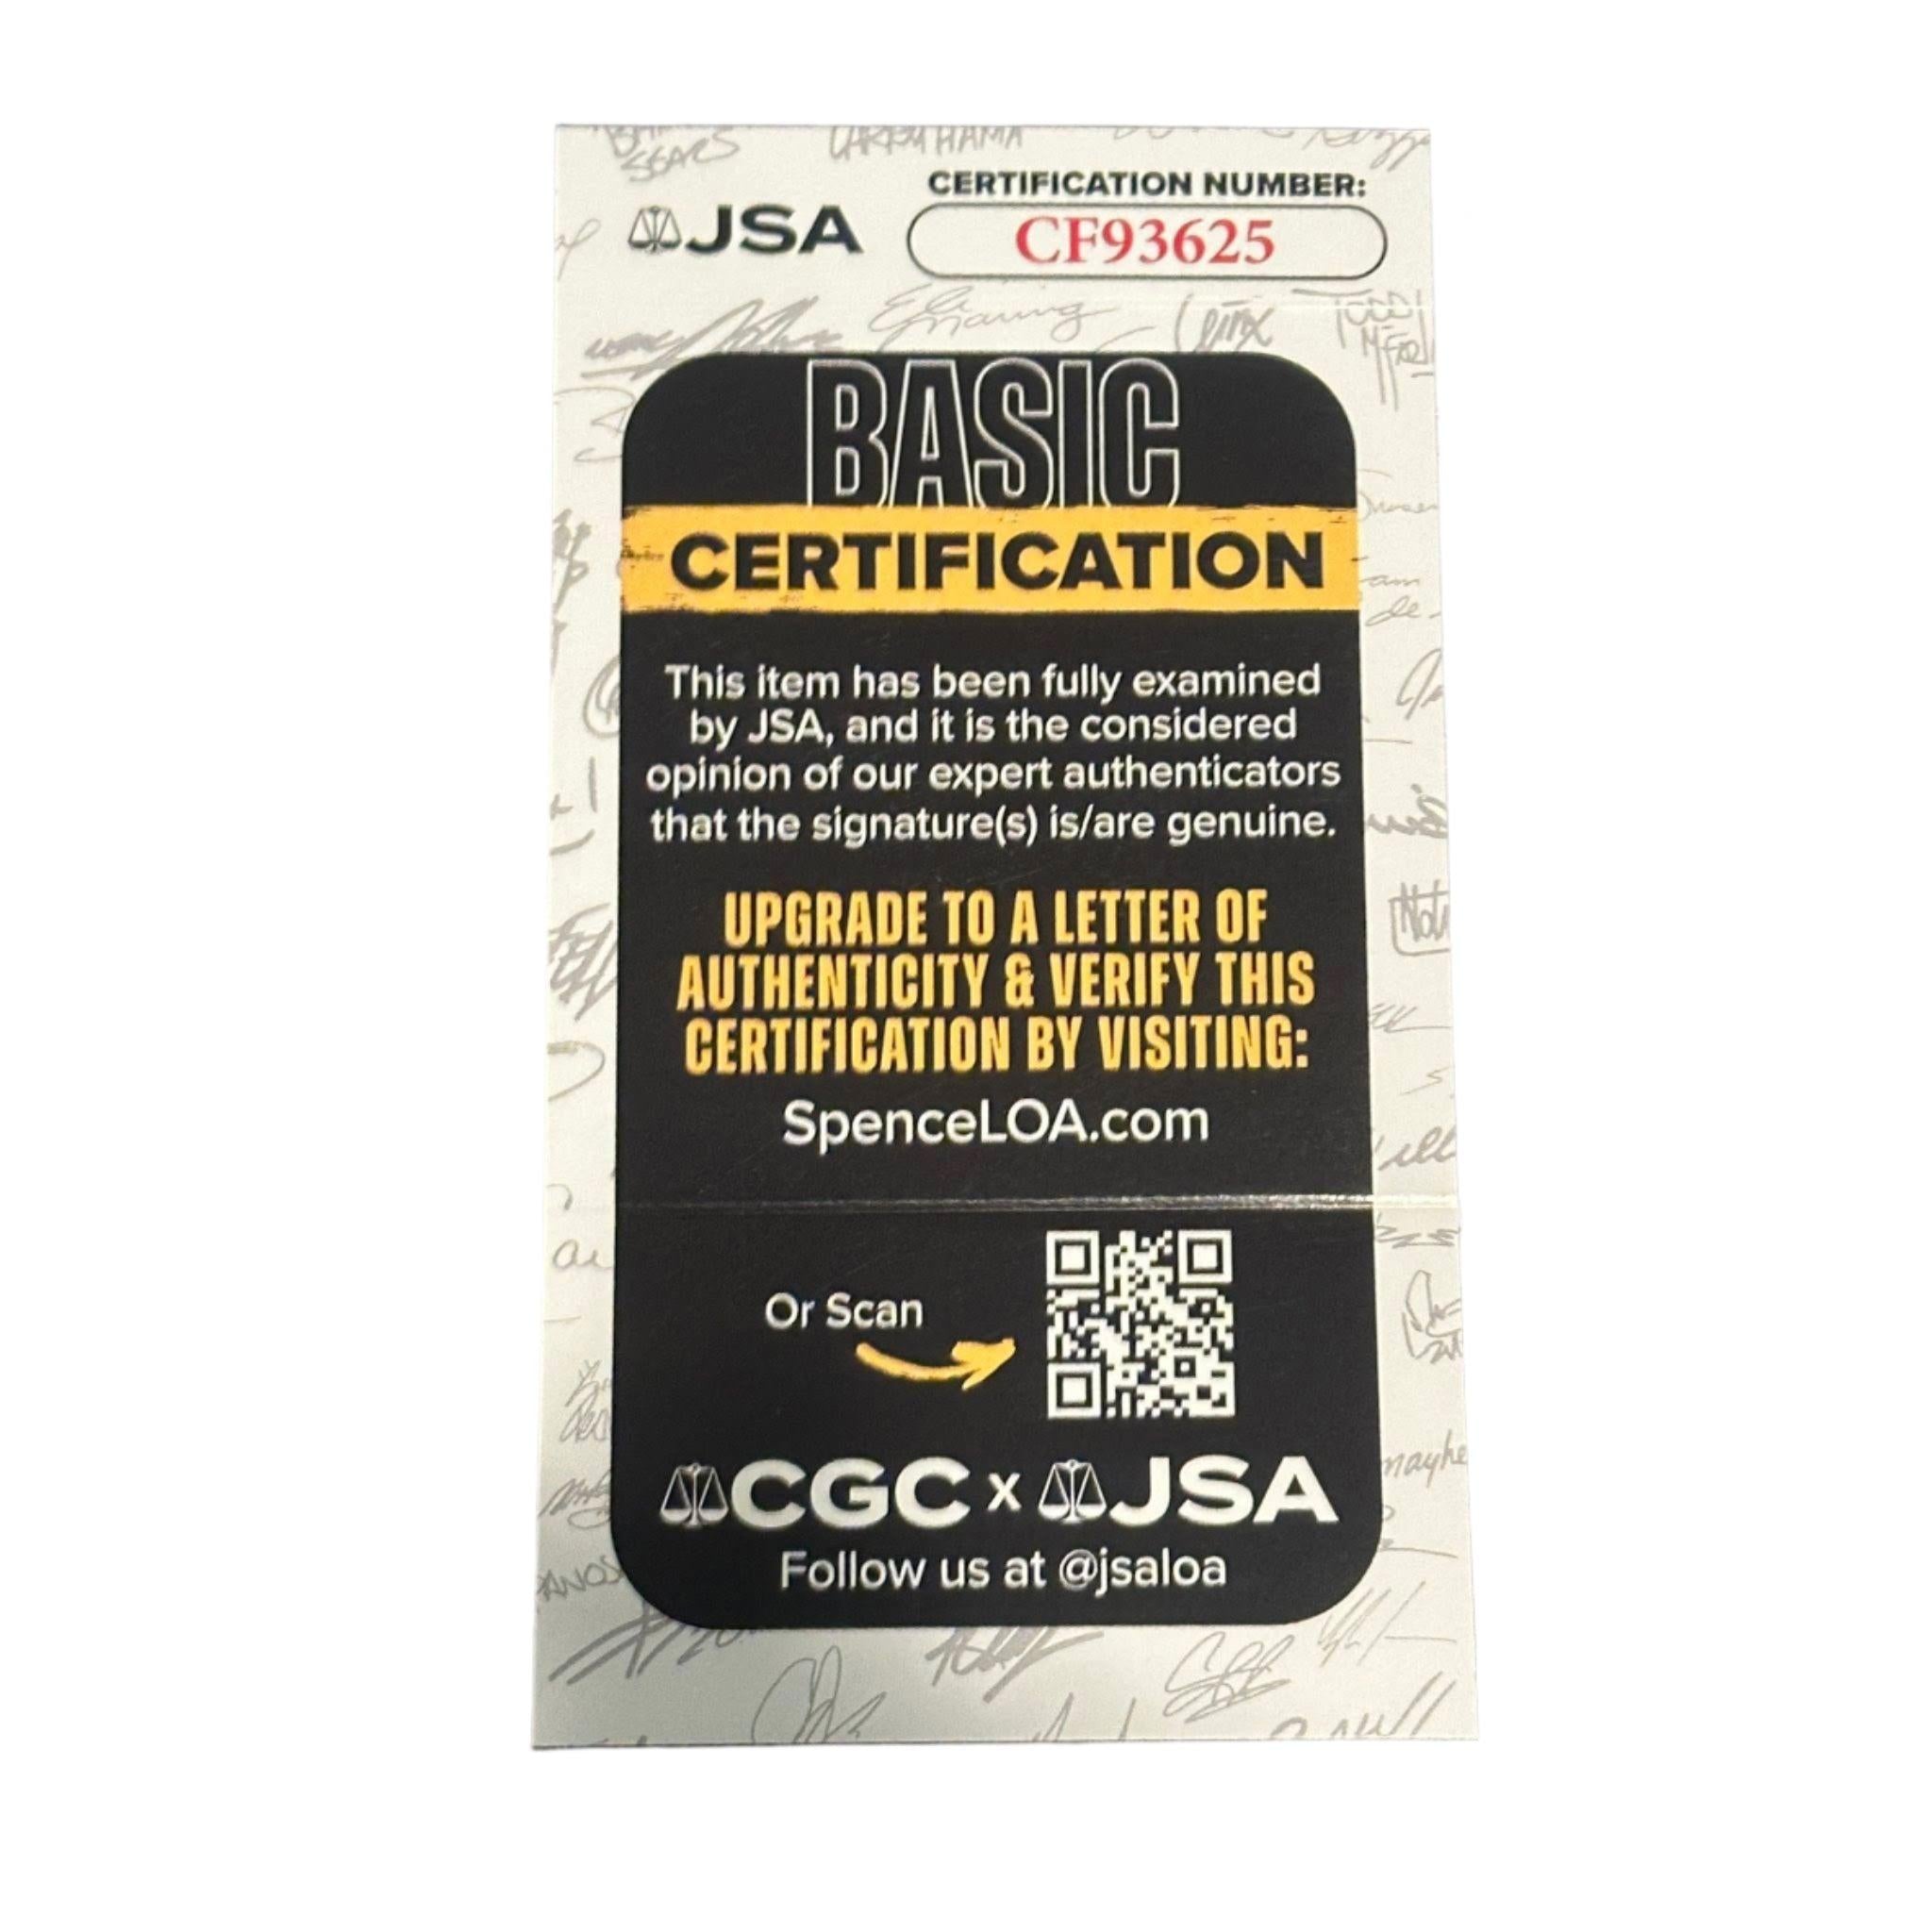 CERTIFICATION NUMBER:
JSA
CF93625
BASIC
CERTIFICATION
This item has been fully examined
by JSA, and it is the considered
opinion of our expert authenticators
that the signature(s) is/are genuine.
UPGRADE TO A LETTER OF
AUTHENTICITY & VERIFY THIS
CERTIFICATION BY VISITING:
SpenceLOA.com
Or Scan
CGC x JSA
Follow us at @jsaloa